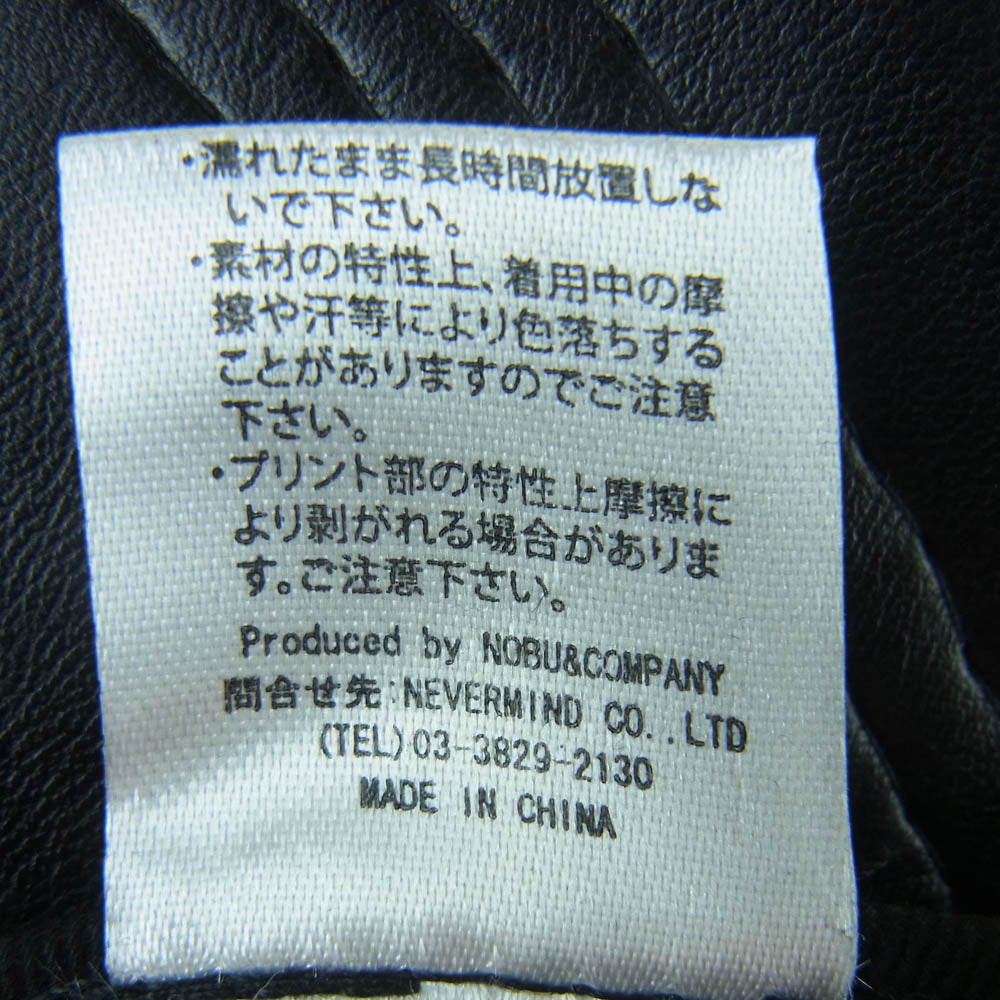 ・濡れたまま長時間放置しな
いで下さい。
・素材の特性上、着用中の摩
擦や汗等により色落ちする
ことがありますのでご注意
下さい。
・プリント部の特性上摩擦に
より剥がれる場合がありま
す。ご注意下さい。
Produced by NOBU&COMPANY
問合せ先:NEVERMIND CO.,LTD
(TEL)03-3829-2130
MADE IN CHINA